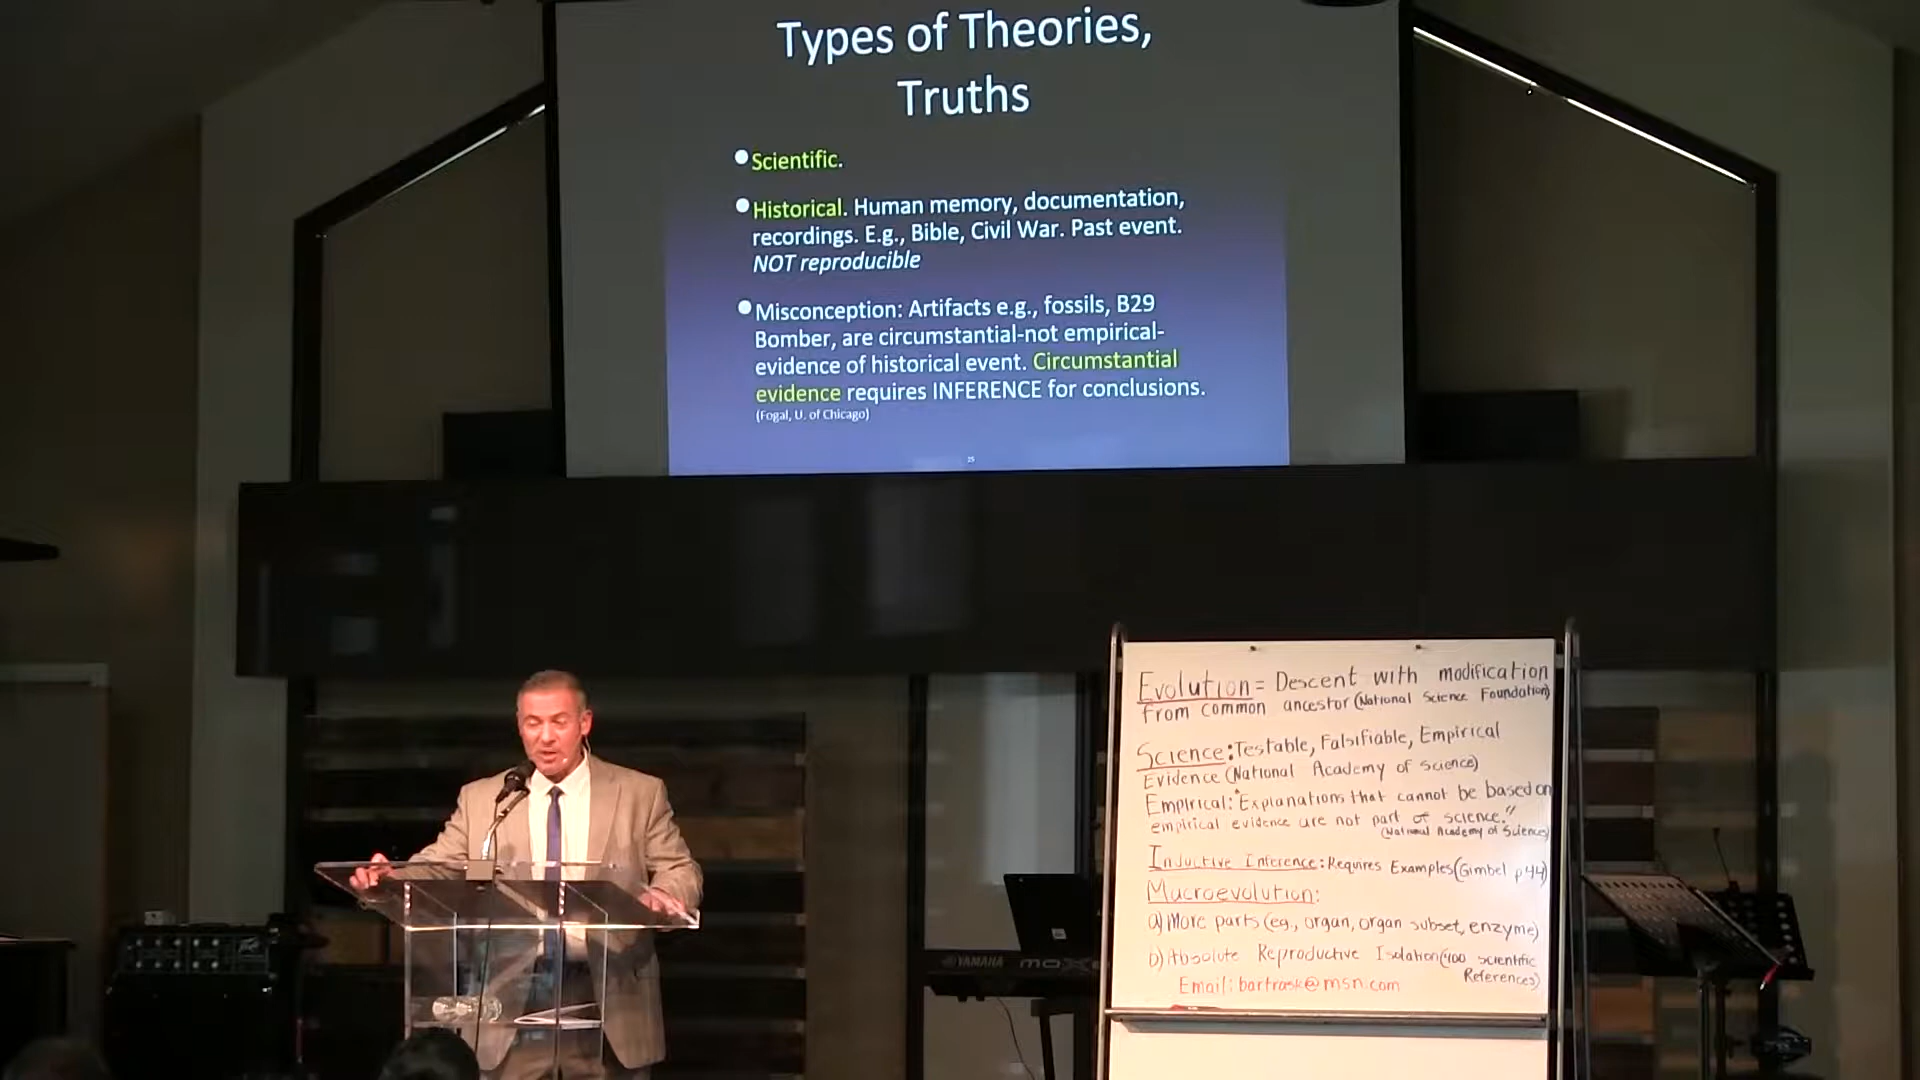 Types of Theories,
Truths
Scientific.
Historical. Human memory, documentation,
recordings. E.g., Bible, Civil War. Past event.
NOT reproducible
Misconception: Artifacts e.g., fossils, B29
Bomber, are circumstantial-not empirical-
evidence of historical event. Circumstantial
evidence requires INFERENCE for conclusions.
(Fogal, U. of Chicago)
25
Evolution = Descent with modification
from common ancestor (National Science Foundation)
Science: Testable, Falsifiable, Empirical
Evidence (National Academy of Science)
Empirical: "Explanations that cannot be based on
empirical evidence are not part of science."
(National Academy of Science)
Inductive Inference: Requires Examples (Gimbel p44)
Macroevolution:
a) More parts (eg., organ, organ subset, enzyme)
b) Absolute Reproductive Isolation (400 scientific
References)
Email: bartrask@msn.com
YAMAHA